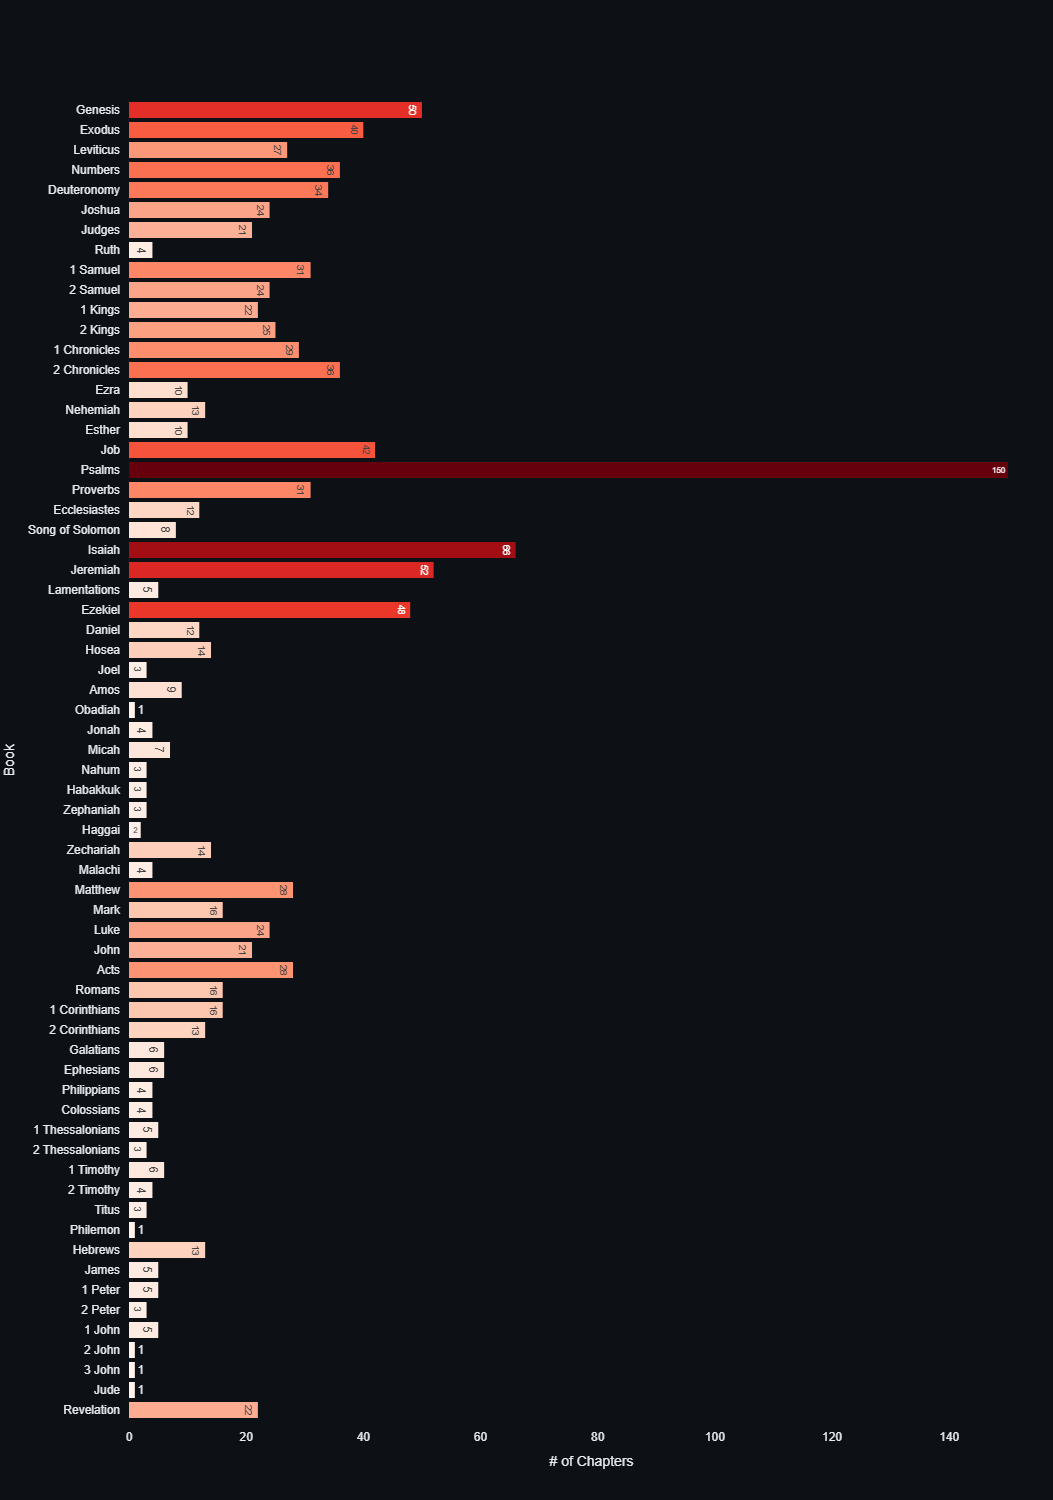 Genesis 50
Exodus 40
Leviticus 27
Numbers 36
Deuteronomy 34
Joshua 24
Judges 21
Ruth 4
1 Samuel 31
2 Samuel 24
1 Kings 22
2 Kings 25
1 Chronicles 29
2 Chronicles 36
Ezra 10
Nehemiah 13
Esther 10
Job 42
Psalms 150
Proverbs 31
Ecclesiastes 12
Song of Solomon 8
Isaiah 66
Jeremiah 52
Lamentations 5
Ezekiel 48
Daniel 12
Hosea 14
Joel 3
Amos 9
Obadiah 1
Jonah 4
Micah 7
Nahum 3
Habakkuk 3
Zephaniah 3
Haggai 2
Zechariah 14
Malachi 4
Matthew 28
Mark 16
Luke 24
John 21
Acts 28
Romans 16
1 Corinthians 16
2 Corinthians 13
Galatians 6
Ephesians 6
Philippians 4
Colossians 4
1 Thessalonians 5
2 Thessalonians 3
1 Timothy 6
2 Timothy 4
Titus 3
Philemon 1
Hebrews 13
James 5
1 Peter 5
2 Peter 3
1 John 5
2 John 1
3 John 1
Jude 1
Revelation 22
Book
0 20 40 60 80 100 120 140
# of Chapters